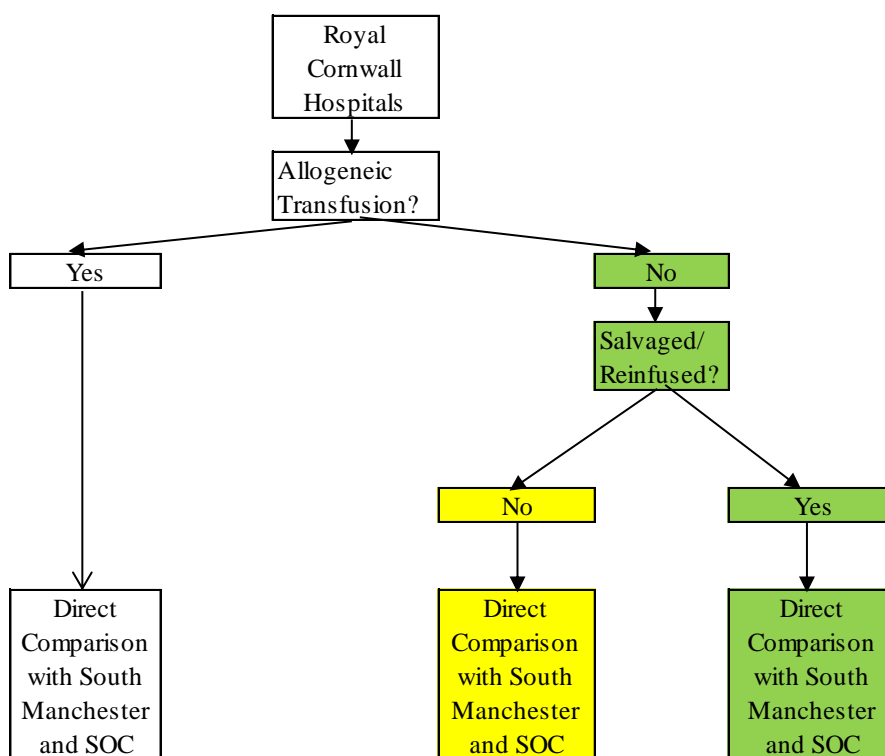 Royal
Cornwall
Hospitals
Allogeneic
Transfusion?
Yes
No
Salvaged/
Reinfused?
No
Yes
Direct
Comparison
with South
Manchester
and SOC
Direct
Comparison
with South
Manchester
and SOC
Direct
Comparison
with South
Manchester
and SOC